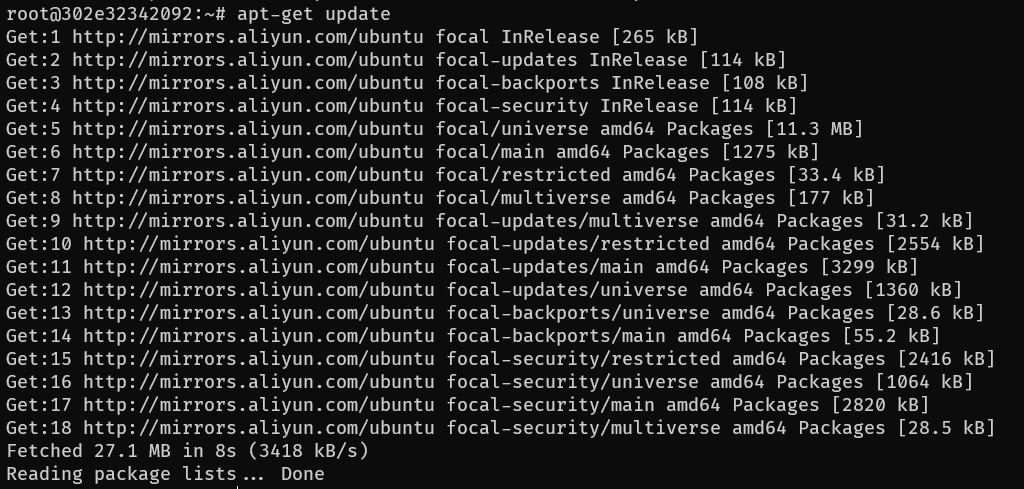 root@302e32342092:~# apt-get update
Get:1 http://mirrors.aliyun.com/ubuntu focal InRelease [265 kB]
Get:2 http://mirrors.aliyun.com/ubuntu focal-updates InRelease [114 kB]
Get:3 http://mirrors.aliyun.com/ubuntu focal-backports InRelease [108 kB]
Get:4 http://mirrors.aliyun.com/ubuntu focal-security InRelease [114 kB]
Get:5 http://mirrors.aliyun.com/ubuntu focal/universe amd64 Packages [11.3 MB]
Get:6 http://mirrors.aliyun.com/ubuntu focal/main amd64 Packages [1275 kB]
Get:7 http://mirrors.aliyun.com/ubuntu focal/restricted amd64 Packages [33.4 kB]
Get:8 http://mirrors.aliyun.com/ubuntu focal/multiverse amd64 Packages [177 kB]
Get:9 http://mirrors.aliyun.com/ubuntu focal-updates/multiverse amd64 Packages [31.2 kB]
Get:10 http://mirrors.aliyun.com/ubuntu focal-updates/restricted amd64 Packages [2554 kB]
Get:11 http://mirrors.aliyun.com/ubuntu focal-updates/main amd64 Packages [3299 kB]
Get:12 http://mirrors.aliyun.com/ubuntu focal-updates/universe amd64 Packages [1360 kB]
Get:13 http://mirrors.aliyun.com/ubuntu focal-backports/universe amd64 Packages [28.6 kB]
Get:14 http://mirrors.aliyun.com/ubuntu focal-backports/main amd64 Packages [55.2 kB]
Get:15 http://mirrors.aliyun.com/ubuntu focal-security/restricted amd64 Packages [2416 kB]
Get:16 http://mirrors.aliyun.com/ubuntu focal-security/universe amd64 Packages [1064 kB]
Get:17 http://mirrors.aliyun.com/ubuntu focal-security/main amd64 Packages [2820 kB]
Get:18 http://mirrors.aliyun.com/ubuntu focal-security/multiverse amd64 Packages [28.5 kB]
Fetched 27.1 MB in 8s (3418 kB/s)
Reading package lists... Done